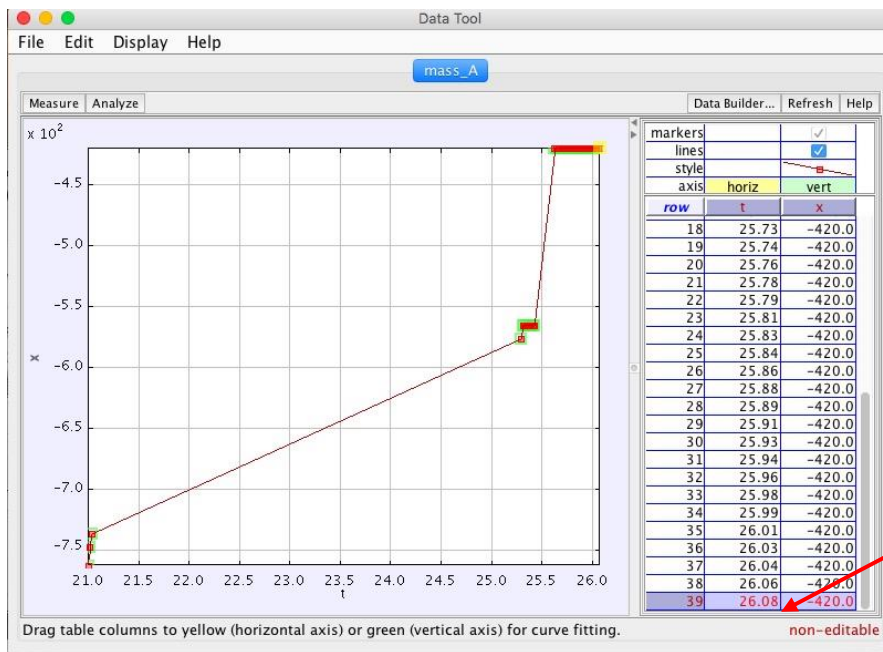 Data Tool
File Edit Display Help
mass_A
Measure Analyze
Data Builder... Refresh Help
x 10²
-4.5
-5.0
-5.5
-6.0
-6.5
-7.0
-7.5
x
21.0 21.5 22.0 22.5 23.0 23.5 24.0 24.5 25.0 25.5 26.0
t
markers
lines
style
axis horiz vert
row t x
18 25.73 -420.0
19 25.74 -420.0
20 25.76 -420.0
21 25.78 -420.0
22 25.79 -420.0
23 25.81 -420.0
24 25.83 -420.0
25 25.84 -420.0
26 25.86 -420.0
27 25.88 -420.0
28 25.89 -420.0
29 25.91 -420.0
30 25.93 -420.0
31 25.94 -420.0
32 25.96 -420.0
33 25.98 -420.0
34 25.99 -420.0
35 26.01 -420.0
36 26.03 -420.0
37 26.04 -420.0
38 26.06 -420.0
39 26.08 -420.0
Drag table columns to yellow (horizontal axis) or green (vertical axis) for curve fitting.
non-editable